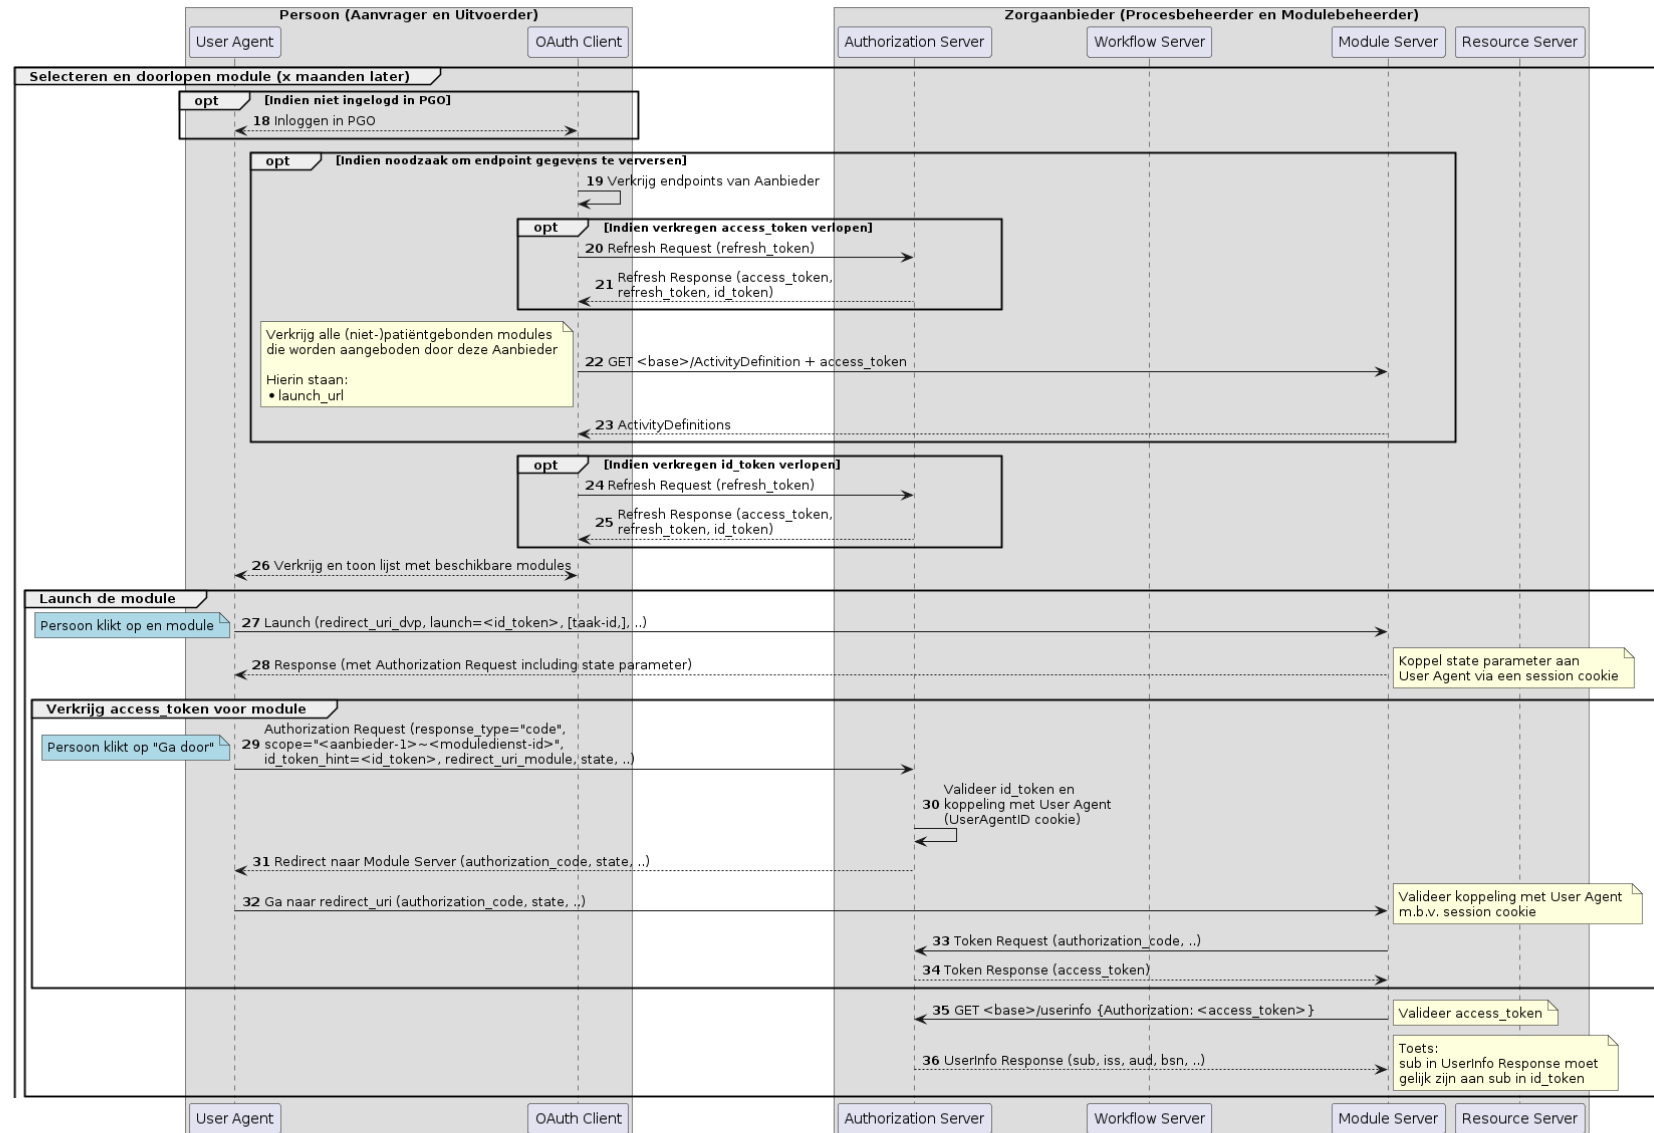 Persoon (Aanvrager en Uitvoerder)
Zorgaanbieder (Procesbeheerder en Modulebeheerder)
User Agent
OAuth Client
Authorization Server
Workflow Server
Module Server
Resource Server
Selecteren en doorlopen module (x maanden later)
opt
[Indien niet ingelogd in PGO]
18 Inloggen in PGO
opt
[Indien noodzaak om endpoint gegevens te verversen]
19 Verkrijg endpoints van Aanbieder
opt
[Indien verkregen access_token verlopen]
20 Refresh Request (refresh_token)
21 Refresh Response (access_token,
refresh_token, id_token)
Verkrijg alle (niet-)patiëntgebonden modules
die worden aangeboden door deze Aanbieder
Hierin staan:
• launch_url
22 GET <base>/ActivityDefinition + access_token
23 ActivityDefinitions
opt
[Indien verkregen id_token verlopen]
24 Refresh Request (refresh_token)
25 Refresh Response (access_token,
refresh_token, id_token)
26 Verkrijg en toon lijst met beschikbare modules
Launch de module
Persoon klikt op en module
27 Launch (redirect_uri_dvp, launch=<id_token>, [taak-id,], ..)
28 Response (met Authorization Request including state parameter)
Koppel state parameter aan
User Agent via een session cookie
Verkrijg access_token voor module
Persoon klikt op "Ga door"
29 Authorization Request (response_type="code",
scope="<aanbieder-1>~<moduledienst-id>",
id_token_hint=<id_token>, redirect_uri_module, state, ..)
30 Valideer id_token en
koppeling met User Agent
(UserAgentID cookie)
31 Redirect naar Module Server (authorization_code, state, ..)
32 Ga naar redirect_uri (authorization_code, state, ..)
Valideer koppeling met User Agent
m.b.v. session cookie
33 Token Request (authorization_code, ..)
34 Token Response (access_token)
35 GET <base>/userinfo {Authorization: <access_token>}
Valideer access_token
36 UserInfo Response (sub, iss, aud, bsn, ..)
Toets:
sub in UserInfo Response moet
gelijk zijn aan sub in id_token
User Agent
OAuth Client
Authorization Server
Workflow Server
Module Server
Resource Server